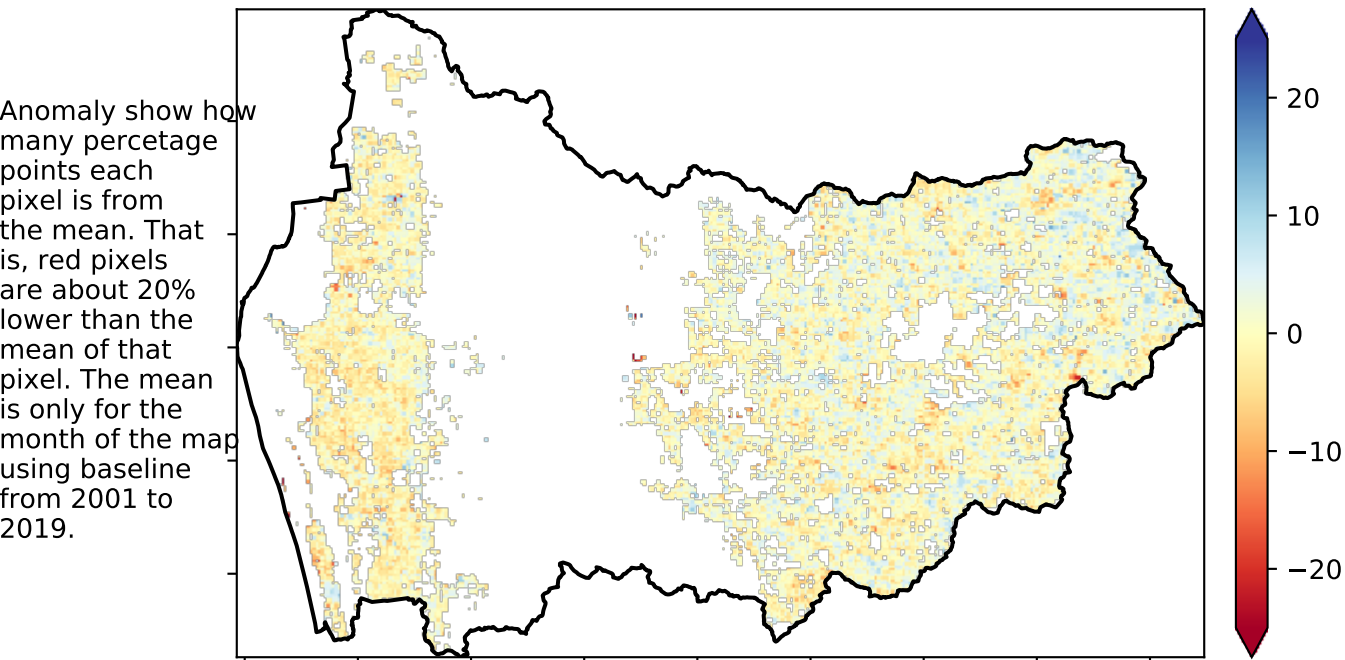 Anomaly show how
many percetage
points each
pixel is from
the mean. That
is, red pixels
are about 20%
lower than the
mean of that
pixel. The mean
is only for the
month of the map
using baseline
from 2001 to
2019.
20
10
0
−10
−20